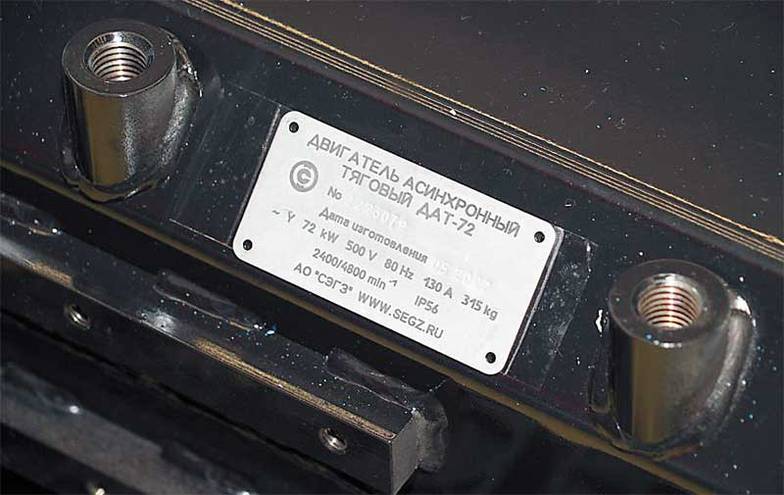 ДВИГАТЕЛЬ АСИНХРОННЫЙ
ТЯГОВЫЙ ДАТ-72
No
Дата изготовления
~ Y 72 kW 500 V 80 Hz 130 A 315 kg
2400/4800 min⁻¹ IP56
АО "СЭГЗ" WWW.SEGZ.RU